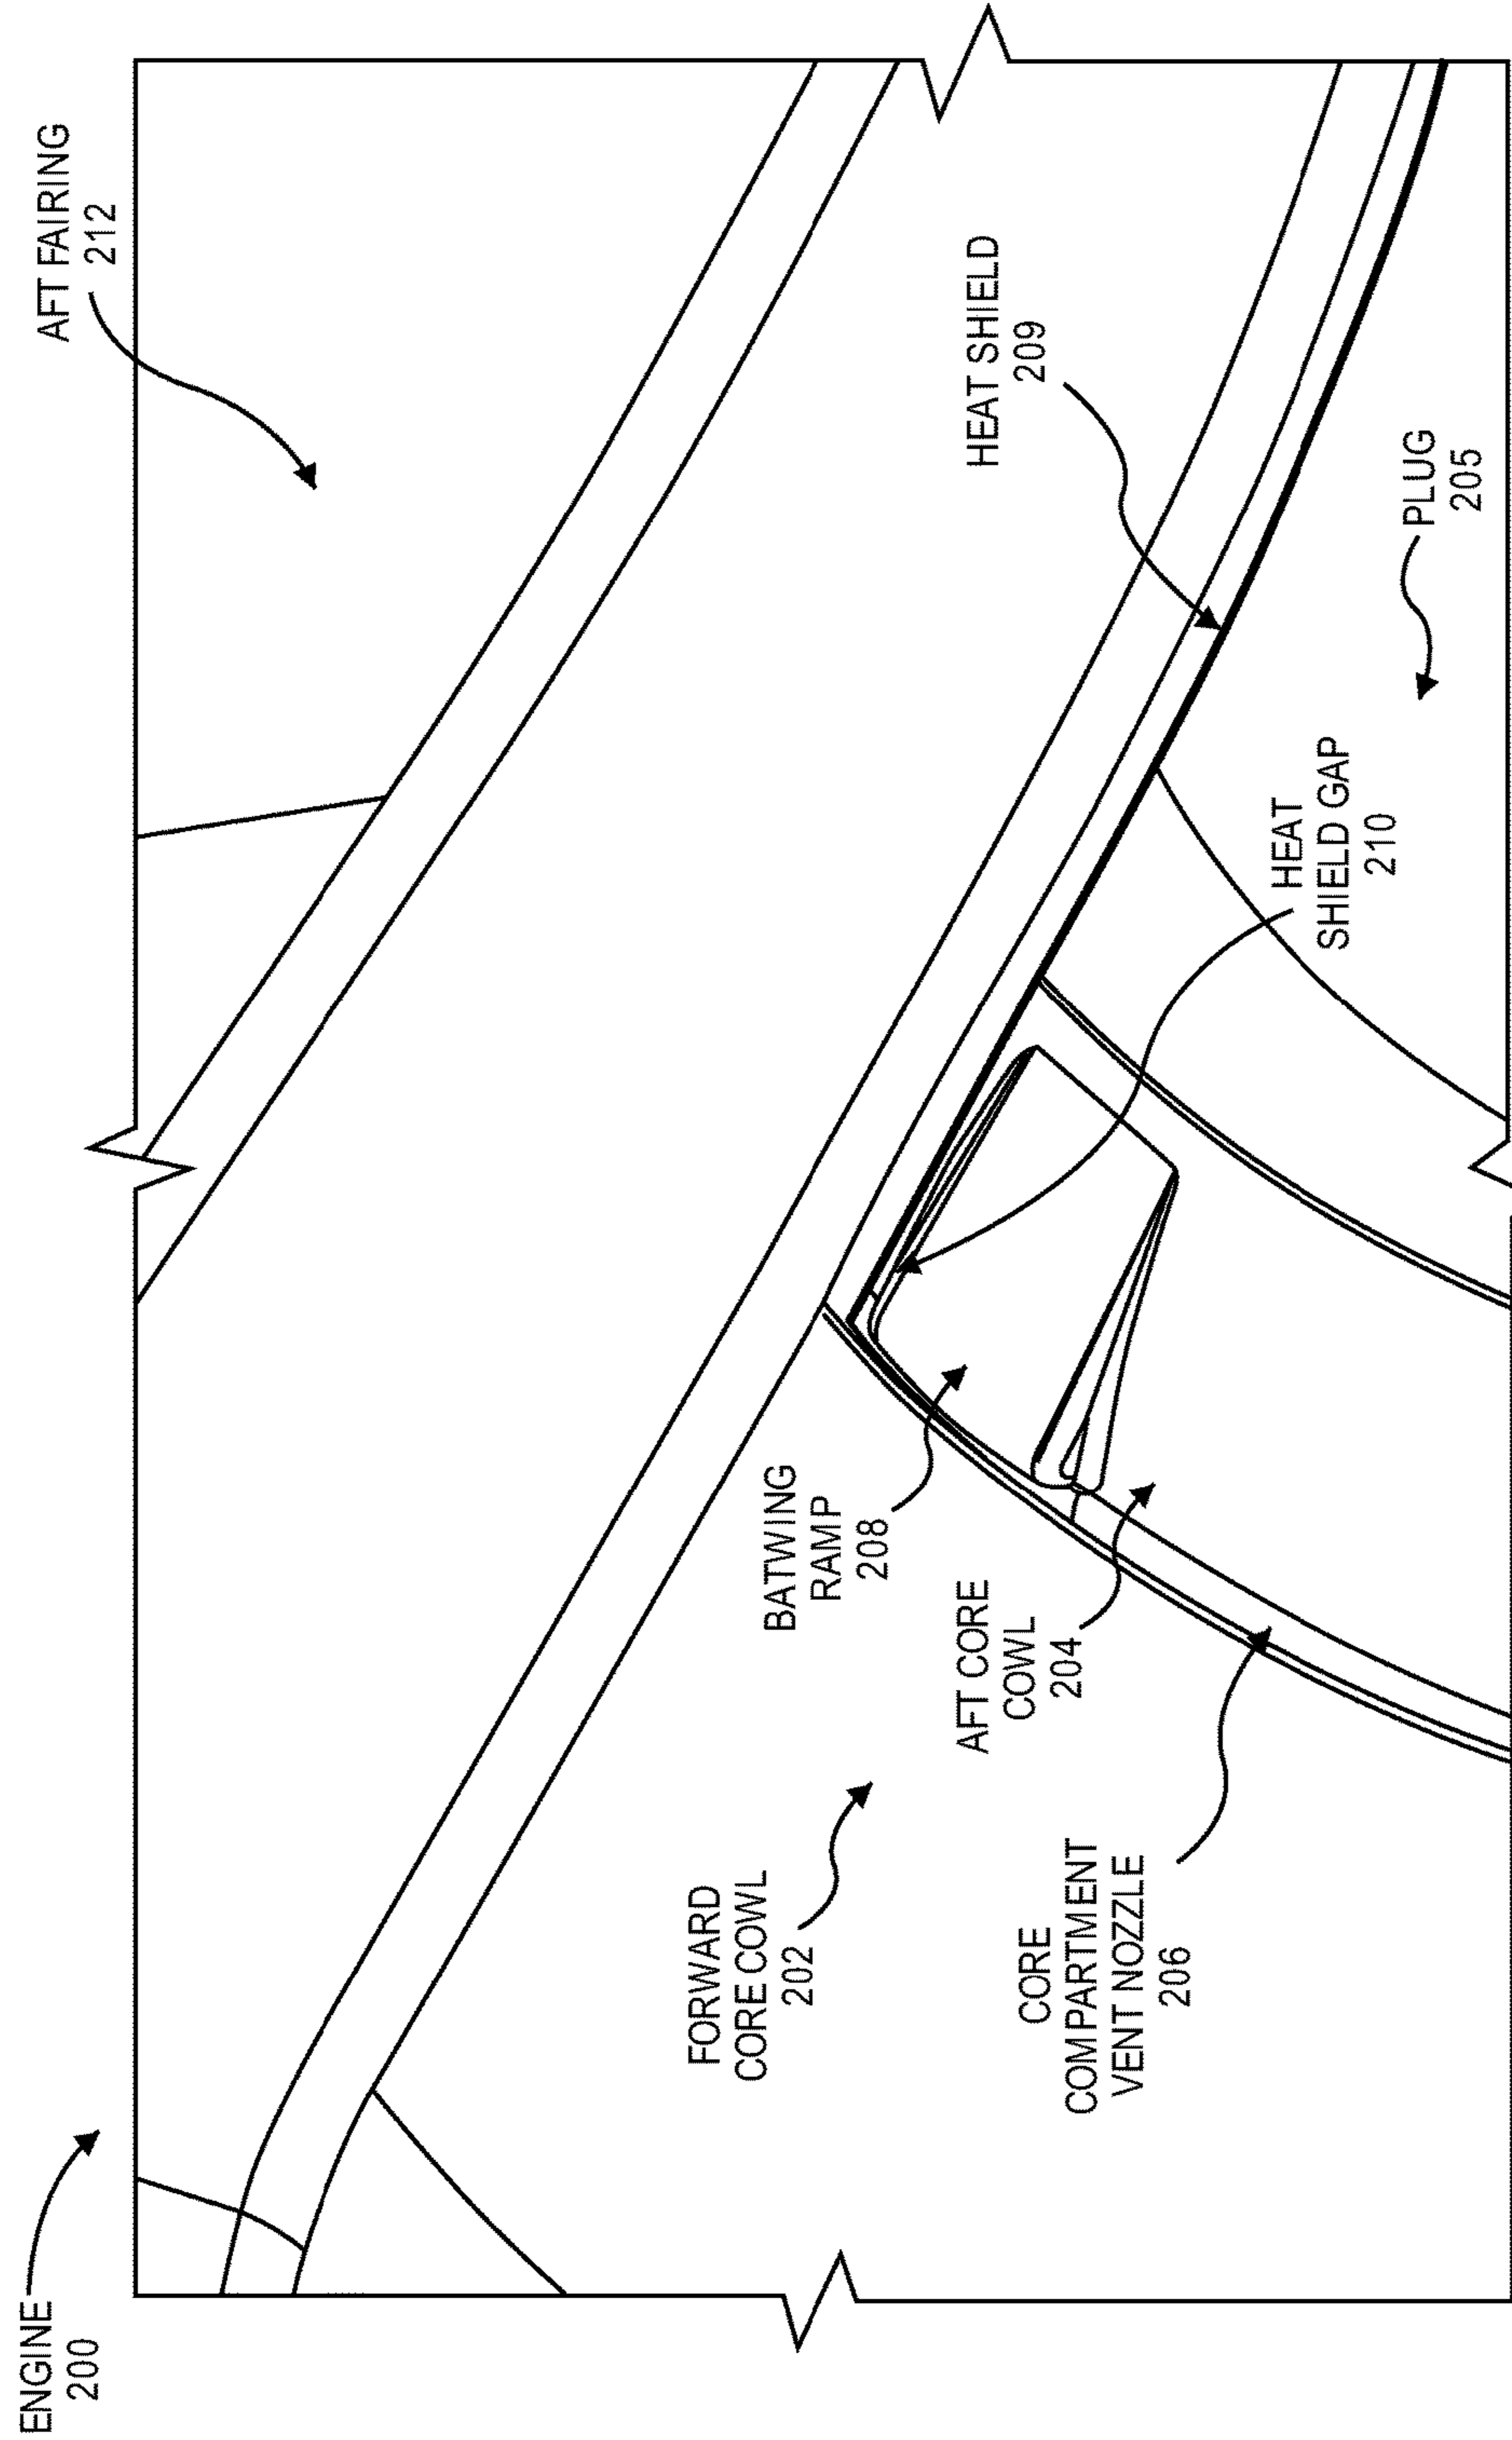 ENGINE
200
AFT FAIRING
212
FORWARD
CORE COWL
202
BATWING
RAMP
208
HEAT SHIELD
209
AFT CORE
COWL
204
CORE
COMPARTMENT
VENT NOZZLE
206
HEAT
SHIELD GAP
210
PLUG
205